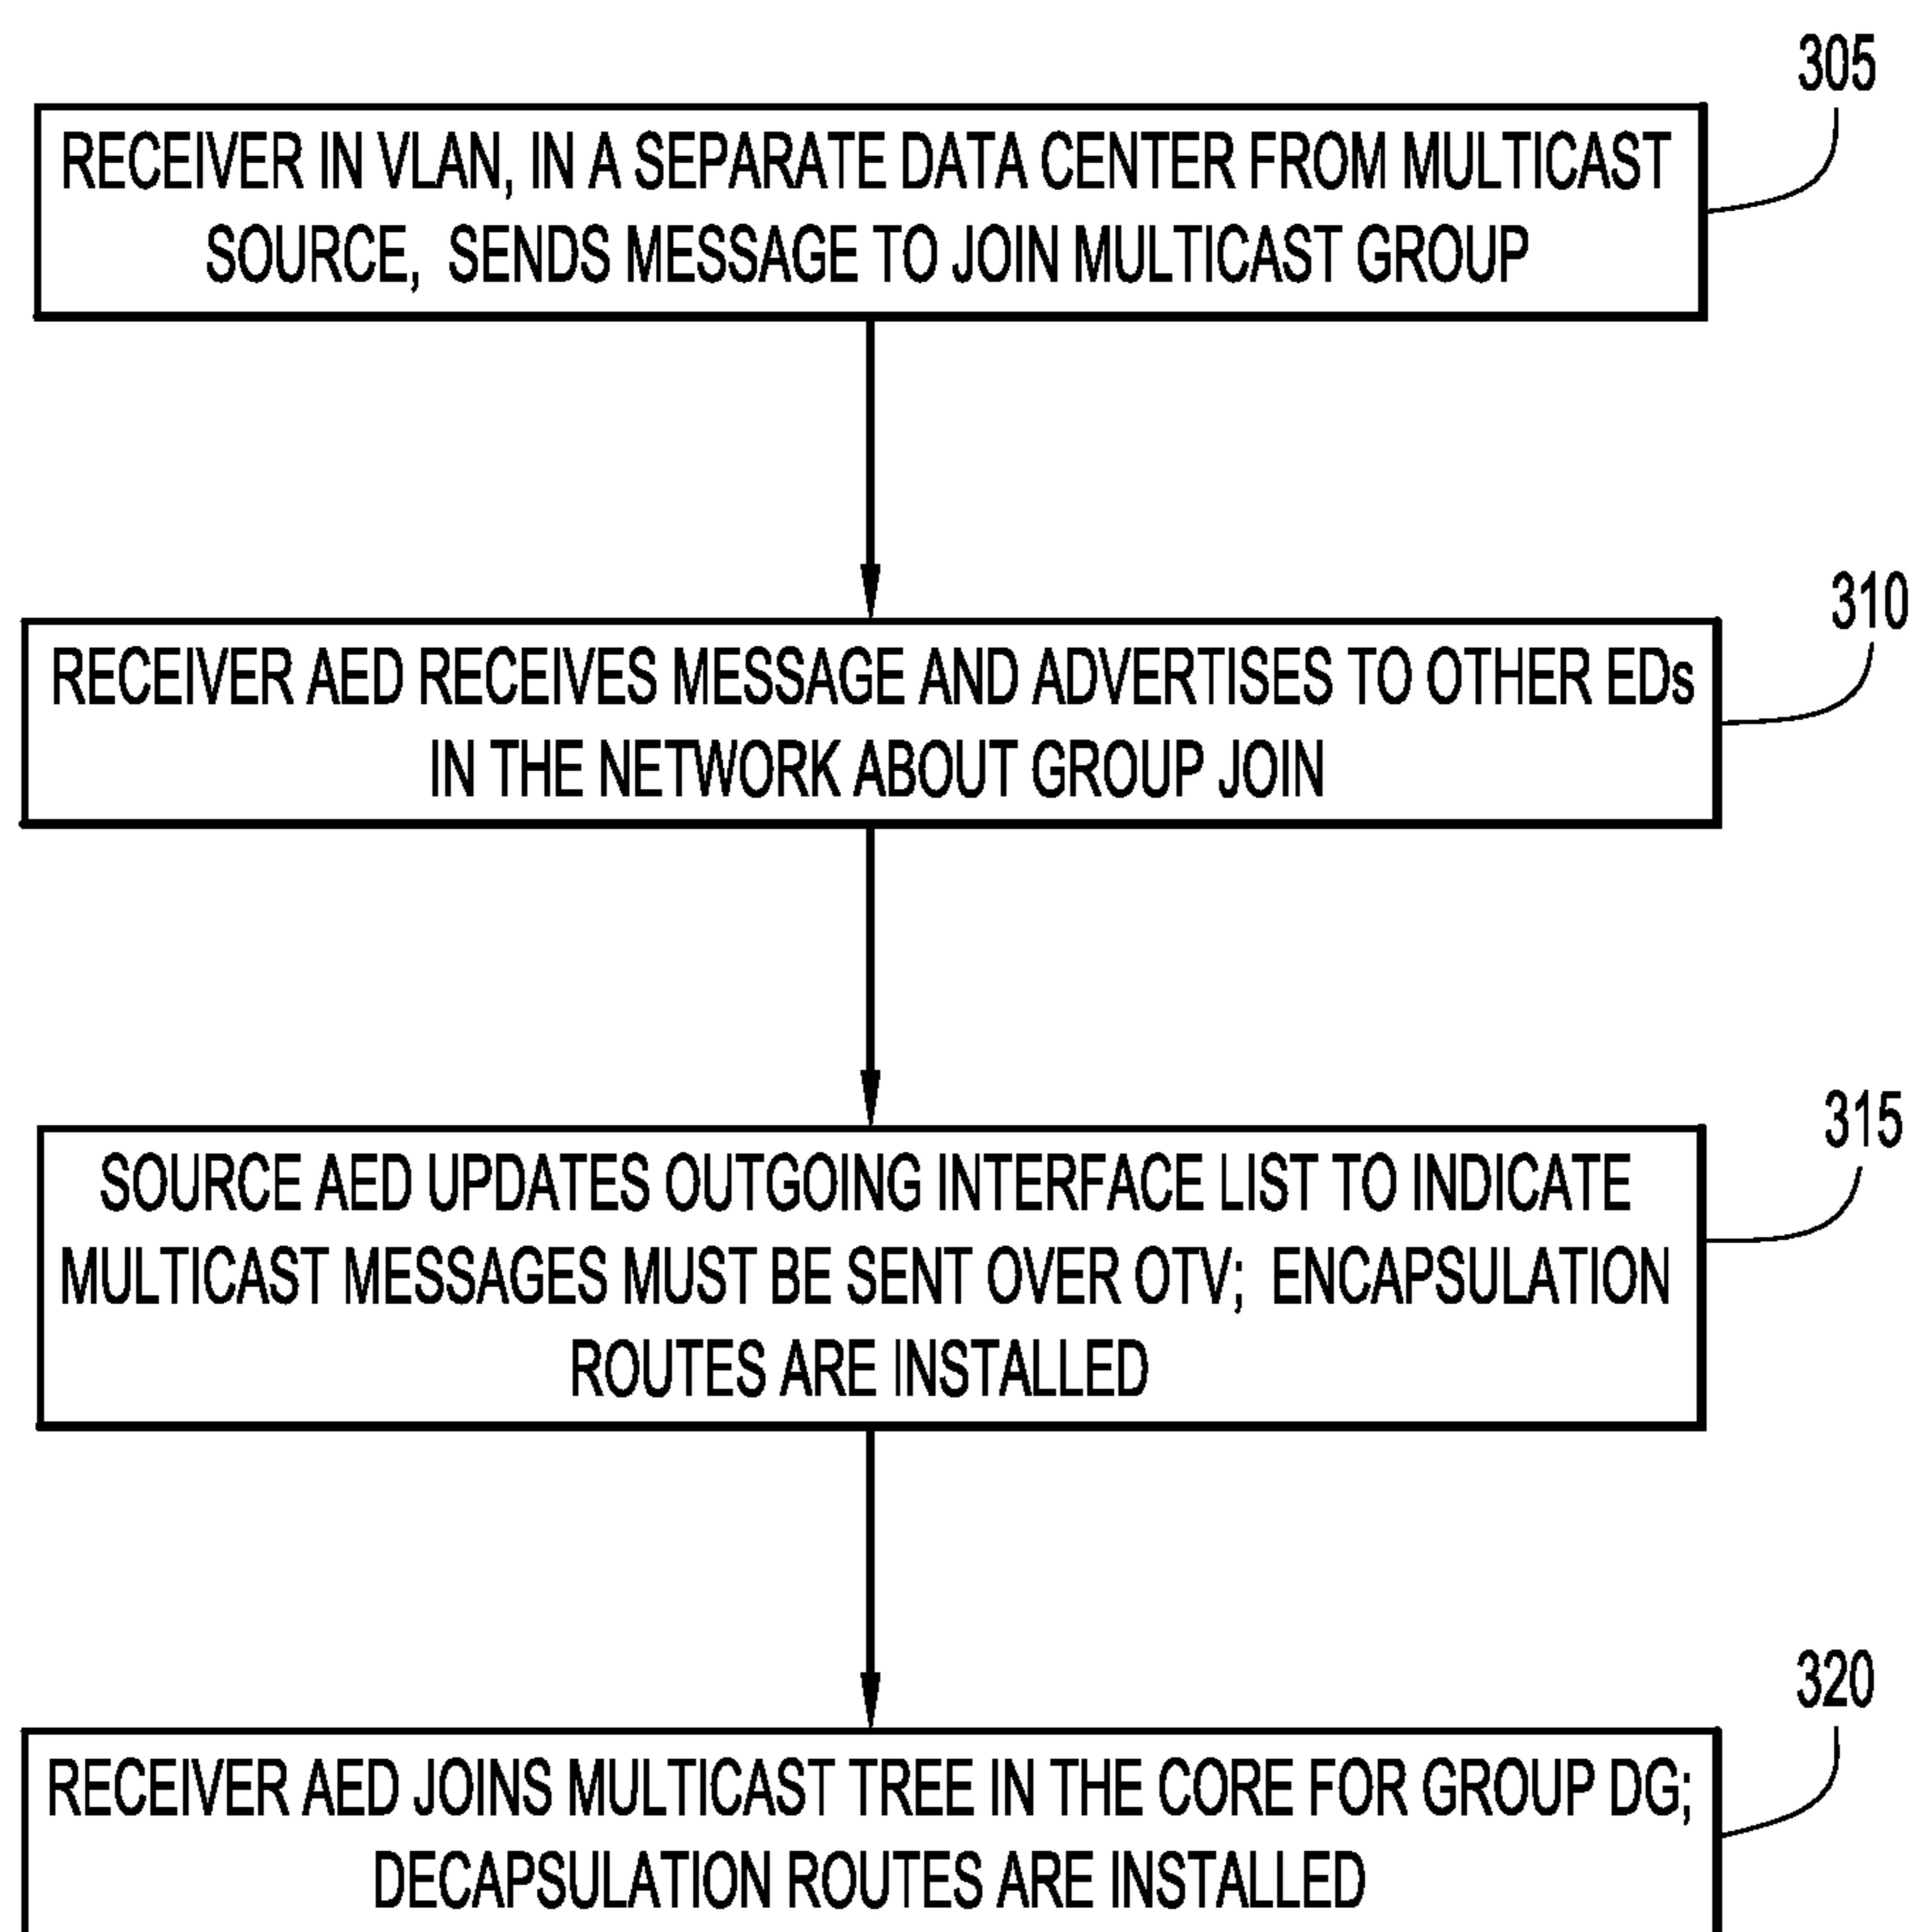 305
RECEIVER IN VLAN, IN A SEPARATE DATA CENTER FROM MULTICAST
SOURCE, SENDS MESSAGE TO JOIN MULTICAST GROUP
310
RECEIVER AED RECEIVES MESSAGE AND ADVERTISES TO OTHER EDs
IN THE NETWORK ABOUT GROUP JOIN
315
SOURCE AED UPDATES OUTGOING INTERFACE LIST TO INDICATE
MULTICAST MESSAGES MUST BE SENT OVER OTV; ENCAPSULATION
ROUTES ARE INSTALLED
320
RECEIVER AED JOINS MULTICAST TREE IN THE CORE FOR GROUP DG;
DECAPSULATION ROUTES ARE INSTALLED